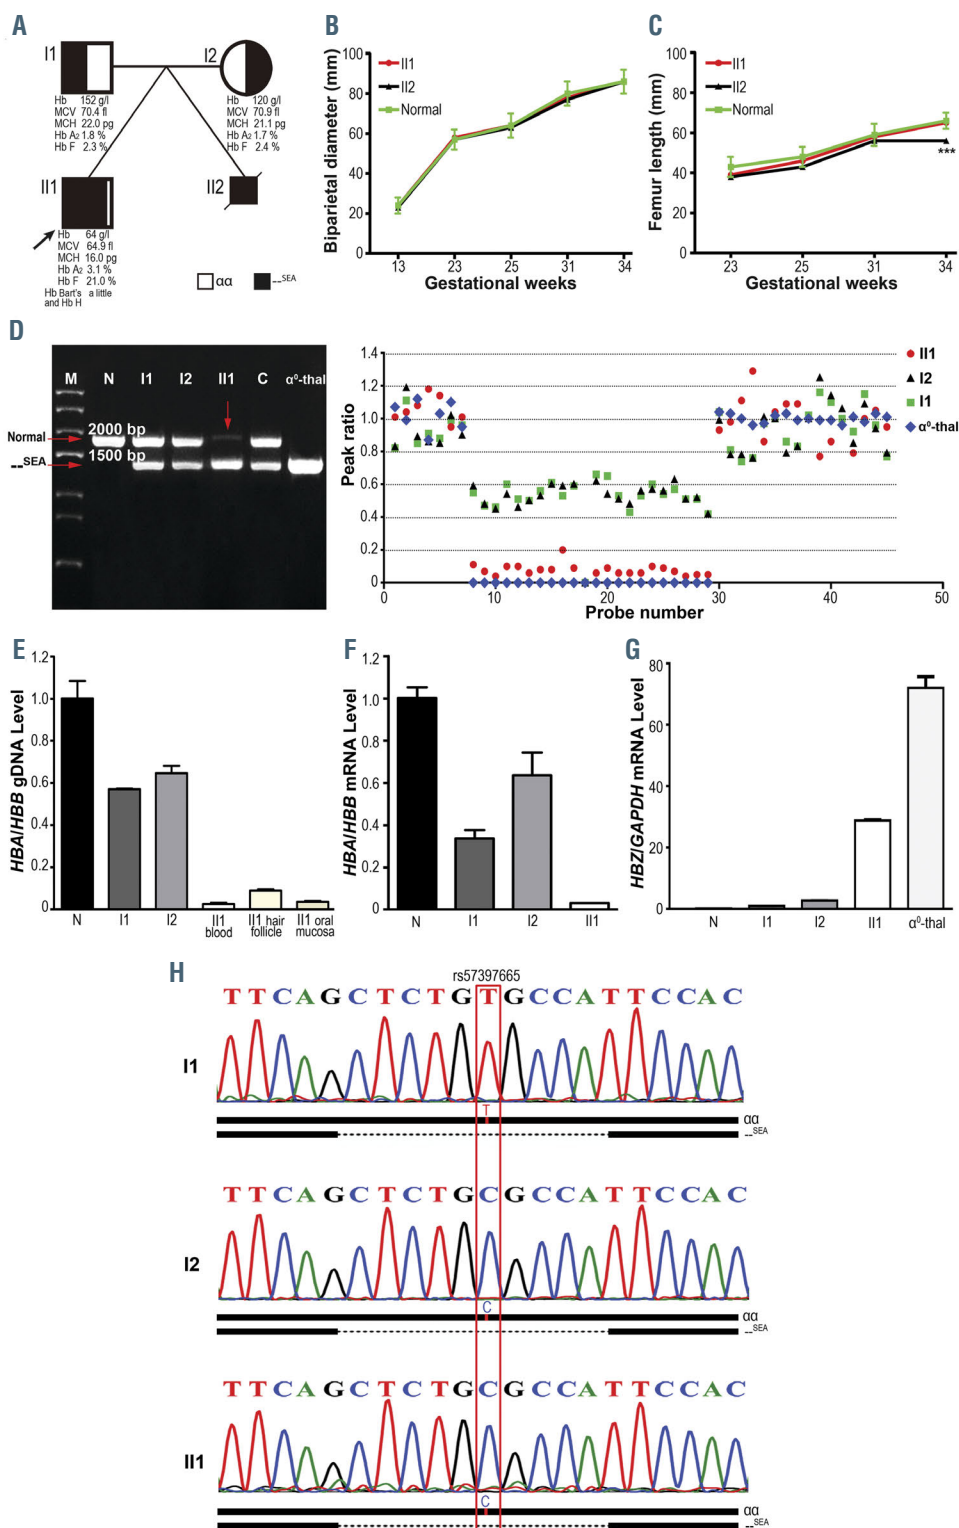 A
I1
I2
Hb 152 g/l
MCV 70.4 fl
MCH 22.0 pg
Hb A2 1.8 %
Hb F 2.3 %
Hb 120 g/l
MCV 70.9 fl
MCH 21.1 pg
Hb A2 1.7 %
Hb F 2.4 %
II1
II2
Hb 64 g/l
MCV 64.9 fl
MCH 16.0 pg
Hb A2 3.1 %
Hb F 21.0 %
Hb Bart's a little
and Hb H
αα
--SEA
B
Biparietal diameter (mm)
100
80
60
40
20
0
II1
II2
Normal
13 23 25 31 34
Gestational weeks
C
Femur length (mm)
100
80
60
40
20
0
II1
II2
Normal
***
23 25 31 34
Gestational weeks
D
M N I1 I2 II1 C α⁰-thal
Normal
2000 bp
1500 bp
--SEA
Peak ratio
1.4
1.2
1.0
0.8
0.6
0.4
0.2
0
0 10 20 30 40 50
Probe number
II1
I2
I1
α⁰-thal
E
HBA/HBB gDNA Level
1.2
1.0
0.8
0.6
0.4
0.2
0
N I1 I2 II1 blood II1 hair follicle II1 oral mucosa
F
HBA/HBB mRNA Level
1.2
1.0
0.8
0.6
0.4
0.2
0
N I1 I2 II1
G
HBZ/GAPDH mRNA Level
80
60
40
20
0
N I1 I2 II1 α⁰-thal
H
rs57397665
T T C A G C T C T G T G C C A T T C C A C
I1
T
αα
--SEA
T T C A G C T C T G C G C C A T T C C A C
I2
C
αα
--SEA
T T C A G C T C T G C G C C A T T C C A C
II1
C
αα
--SEA